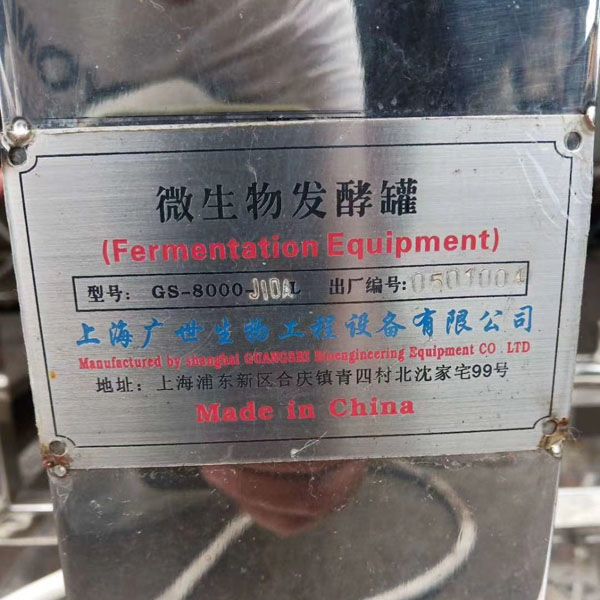 微生物发酵罐
(Fermentation Equipment)
型号: GS-8000-J10AL 出厂编号: 0501004
上海广世生物工程设备有限公司
Manufactured by Shanghai GUANGSHI Bioengineering Equipment CO . LTD
地址: 上海浦东新区合庆镇青四村北沈家宅99号
Made in China